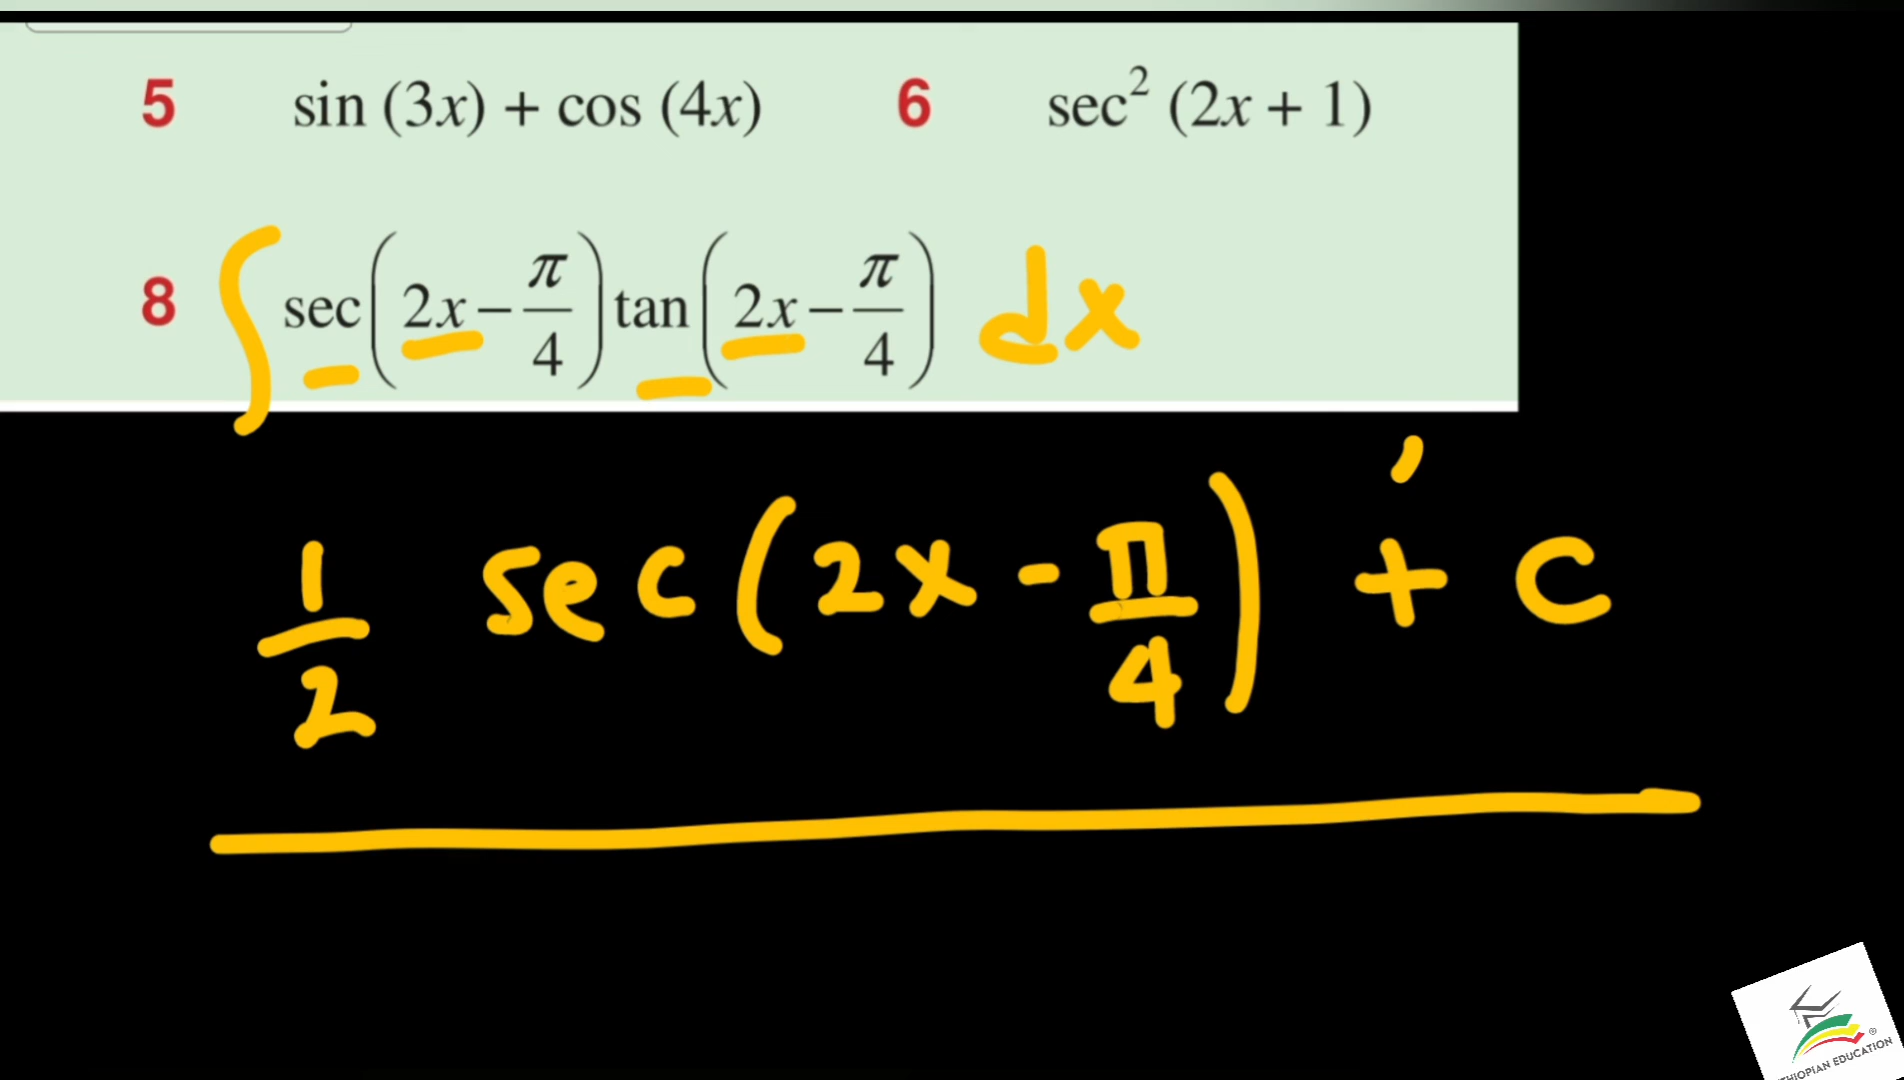 5 sin (3x) + cos (4x) 6 sec² (2x + 1)
8 ∫ sec(2x − π/4) tan(2x − π/4) dx
1/2 sec(2x - π/4) + c
EDUCATION